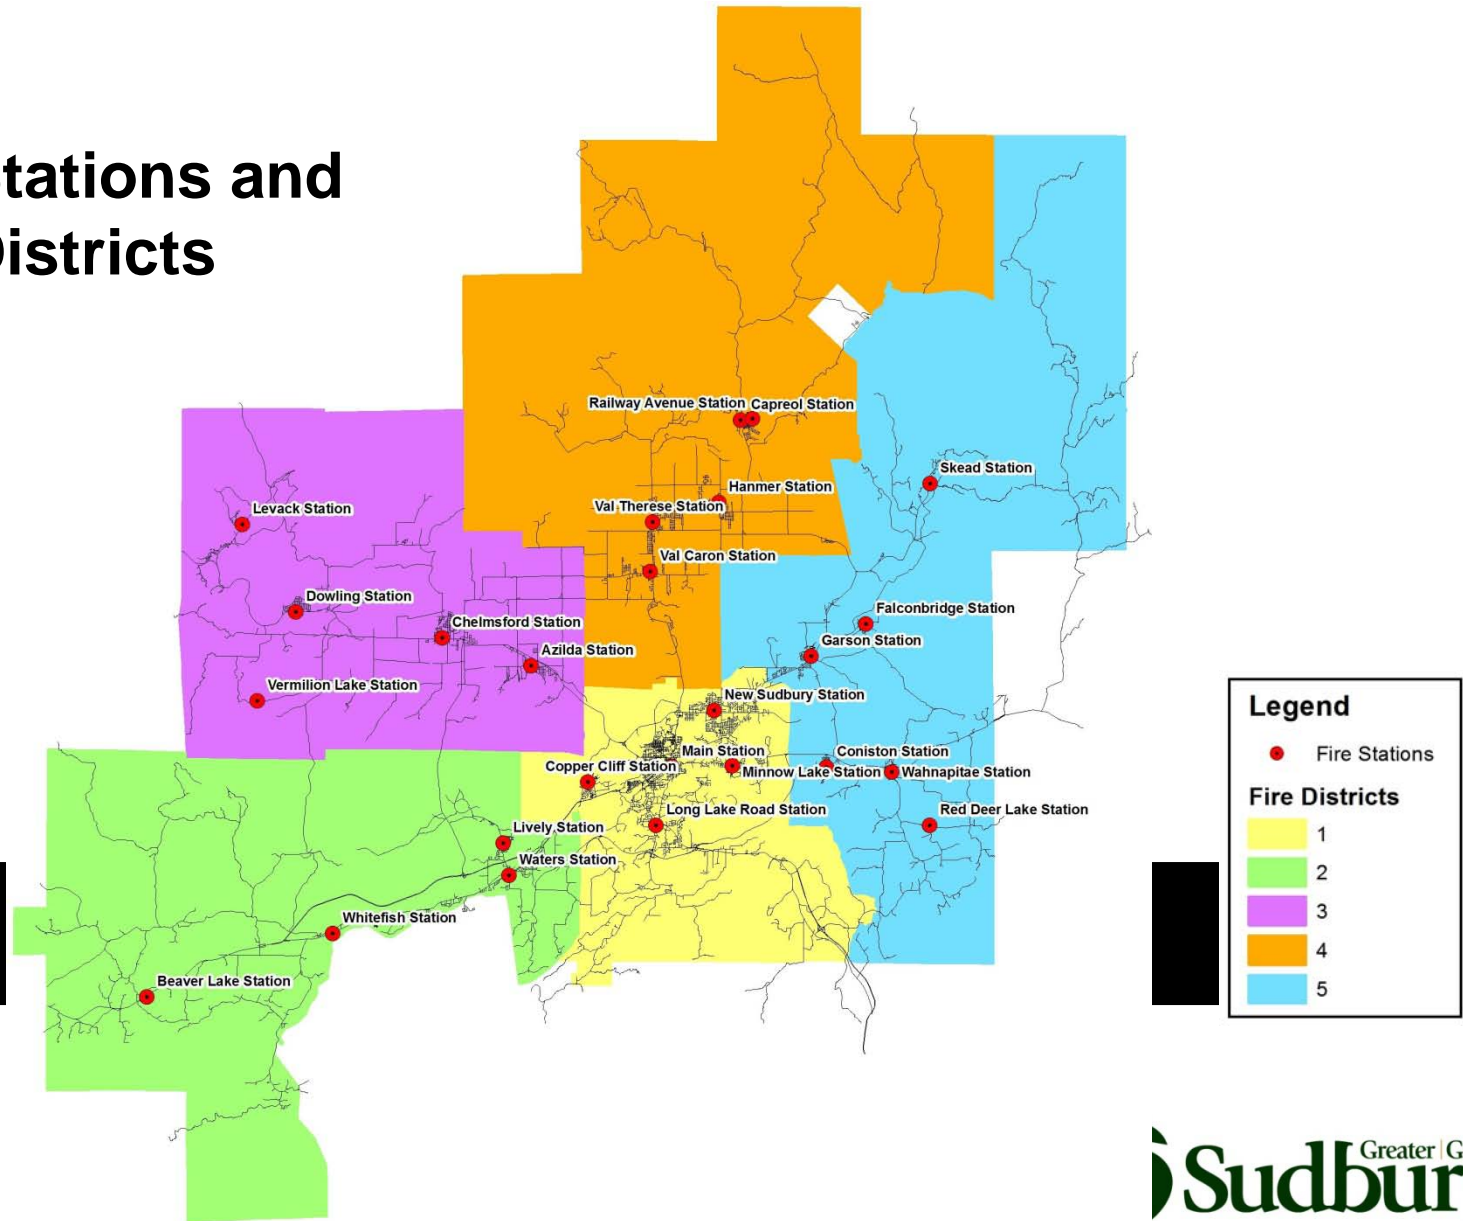 tations and
istricts
Railway Avenue Station
Capreol Station
Skead Station
Hanmer Station
Levack Station
Val Therese Station
Val Caron Station
Dowling Station
Falconbridge Station
Chelmsford Station
Garson Station
Azilda Station
Vermilion Lake Station
New Sudbury Station
Main Station
Coniston Station
Copper Cliff Station
Minnow Lake Station
Wahnapitae Station
Long Lake Road Station
Red Deer Lake Station
Lively Station
Waters Station
Whitefish Station
Beaver Lake Station
Legend
Fire Stations
Fire Districts
1
2
3
4
5
Greater | G
Sudbur